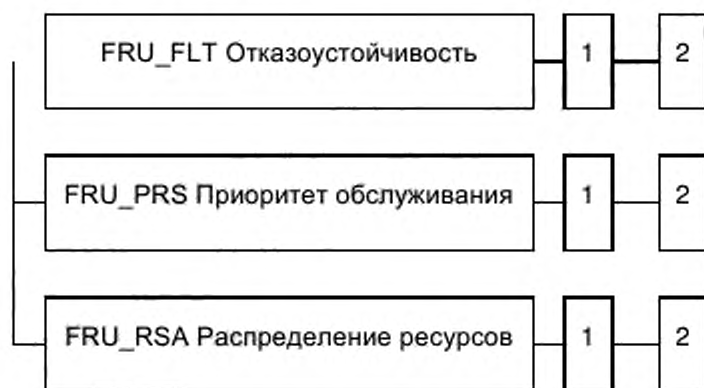 FRU_FLT Отказоустойчивость 1 2
FRU_PRS Приоритет обслуживания 1 2
FRU_RSA Распределение ресурсов 1 2